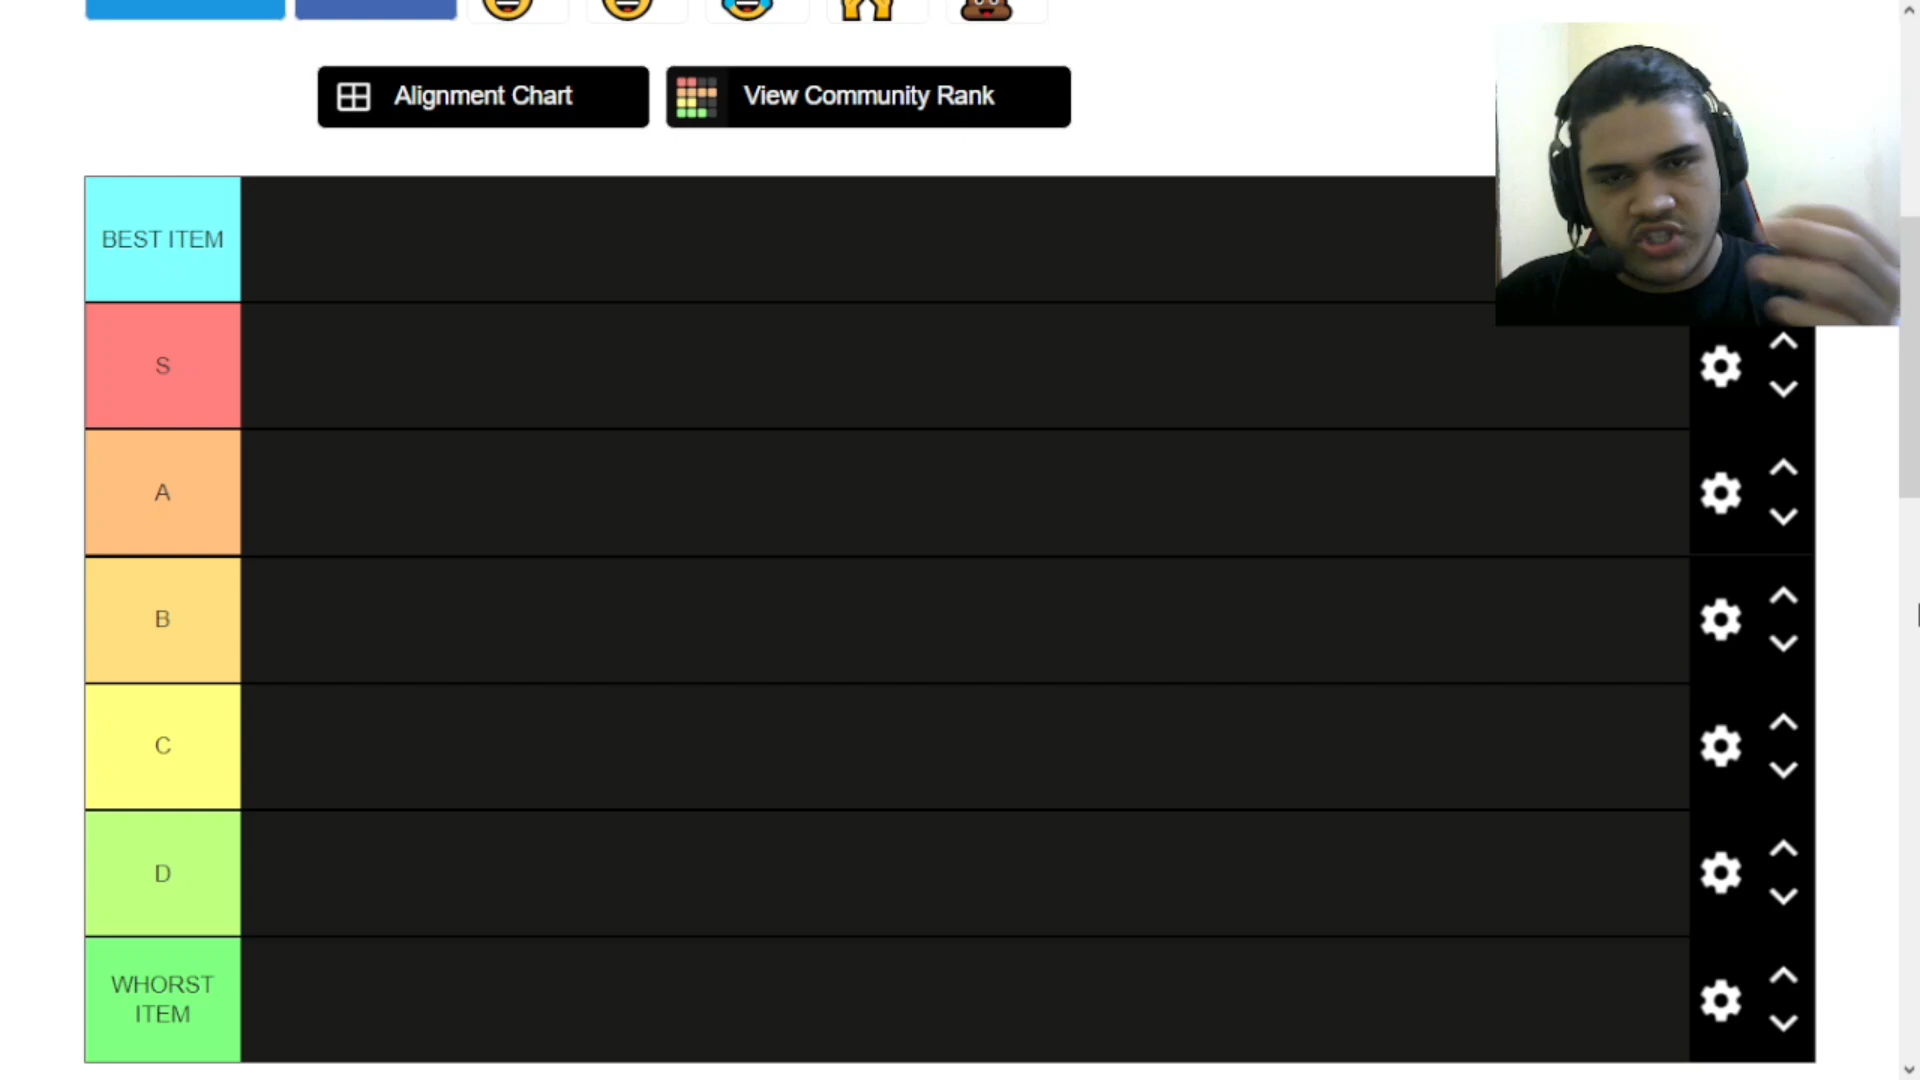 Alignment Chart
View Community Rank
BEST ITEM
S
A
B
C
D
WHORST
ITEM